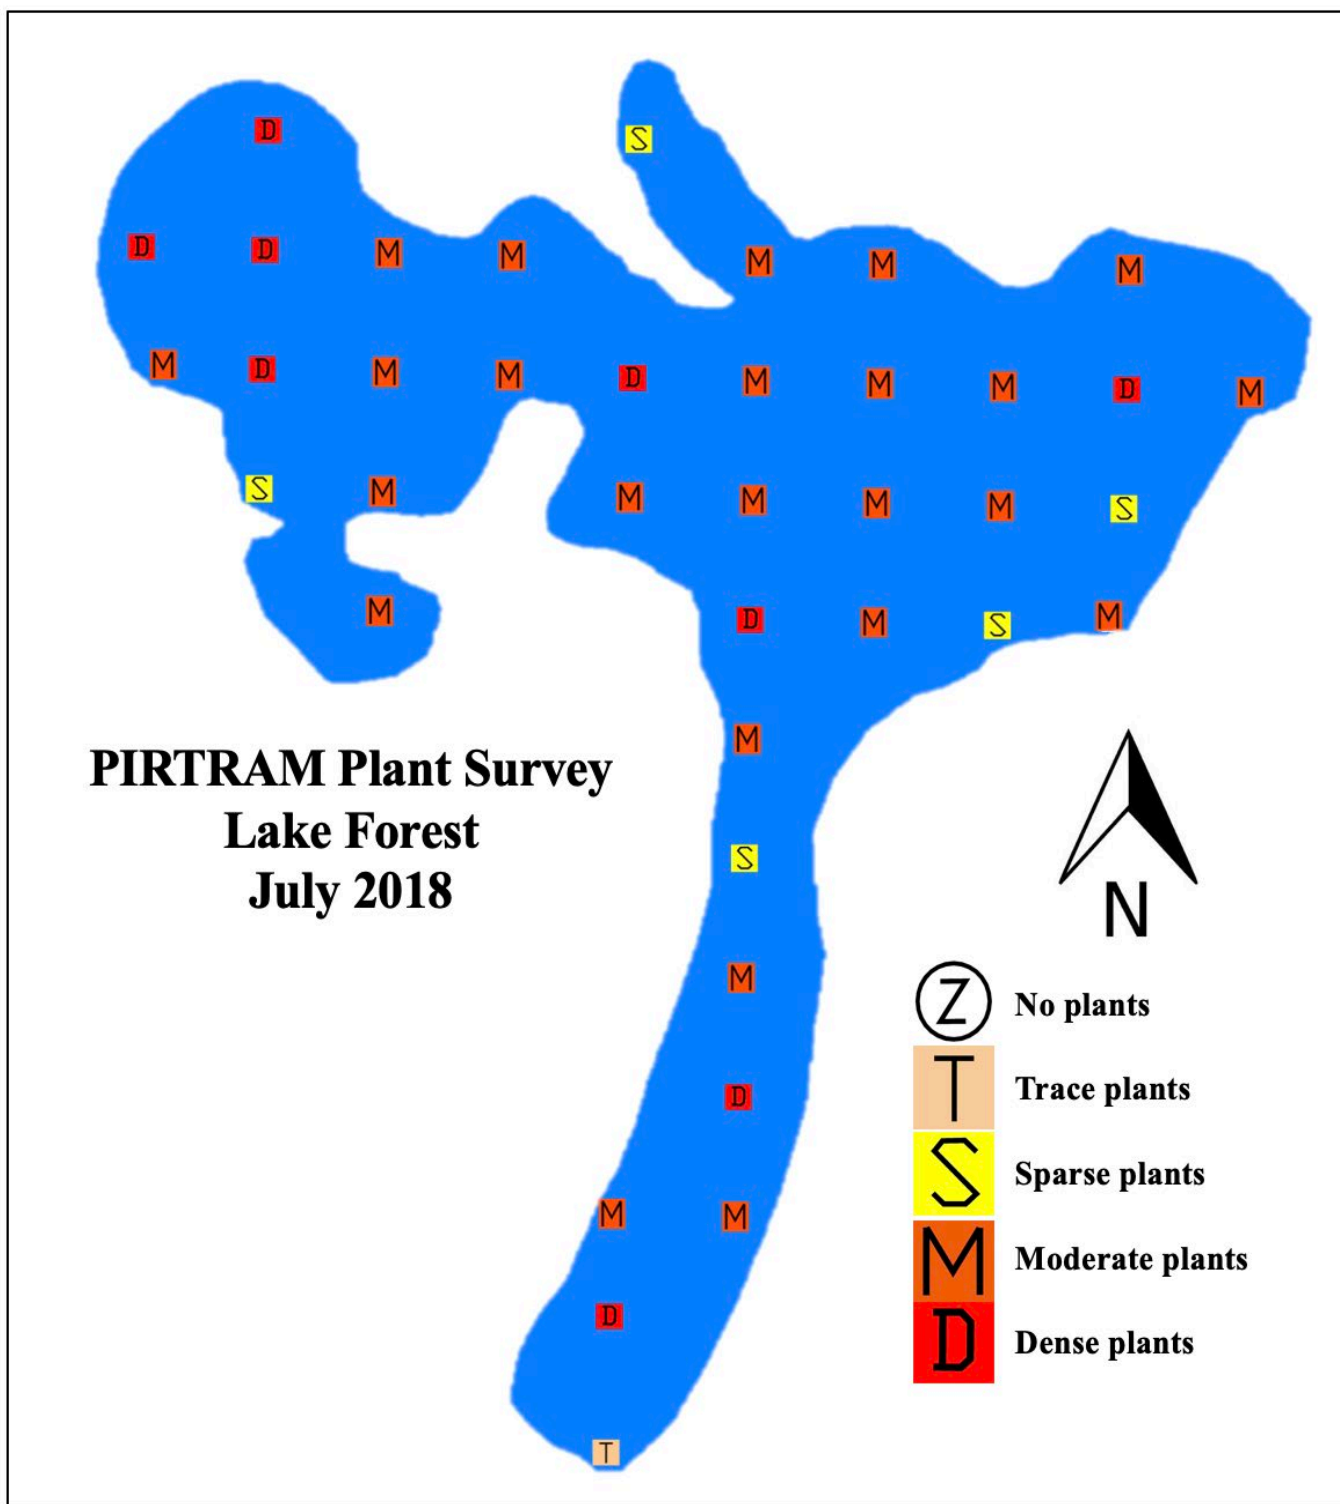 D
S
D D M M M M M
M D M M D M M M D M
S M M M M M S
M D M S M
M
PIRTRAM Plant Survey
Lake Forest
July 2018
S
N
M
Z No plants
T Trace plants
D
S Sparse plants
M M
M Moderate plants
D
D Dense plants
T